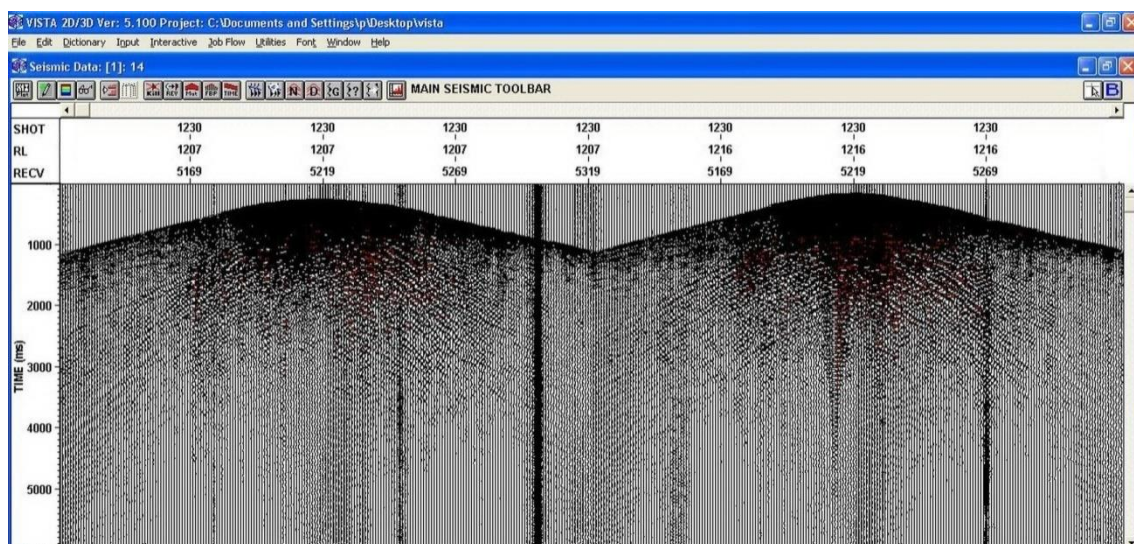 VISTA 2D/3D Ver: 5.100 Project: C:\Documents and Settings\p\Desktop\vista
File Edit Dictionary Input Interactive Job Flow Utilities Font Window Help
Seismic Data: [1]: 14
MAIN SEISMIC TOOLBAR
SHOT 1230 1230 1230 1230 1230 1230 1230
RL 1207 1207 1207 1207 1216 1216 1216
RECV 5169 5219 5269 5319 5169 5219 5269
TIME (ms)
1000
2000
3000
4000
5000